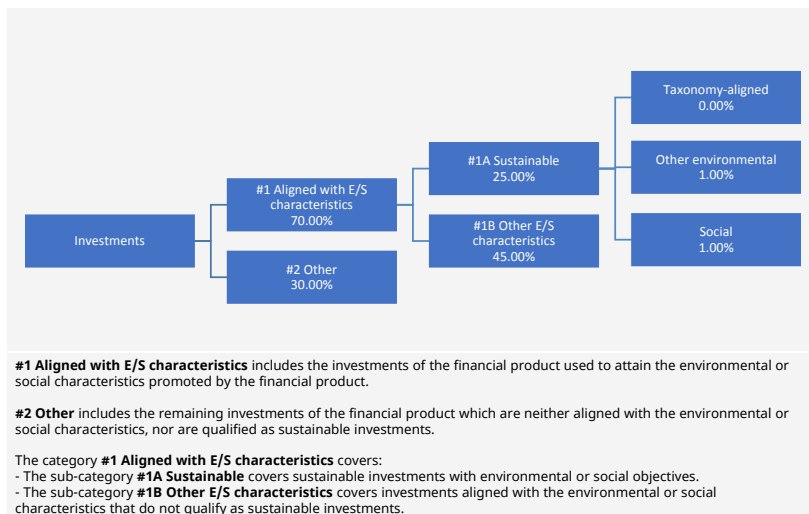 Investments
#1 Aligned with E/S
characteristics
70.00%
#2 Other
30.00%
#1A Sustainable
25.00%
#1B Other E/S
characteristics
45.00%
Taxonomy-aligned
0.00%
Other environmental
1.00%
Social
1.00%
#1 Aligned with E/S characteristics includes the investments of the financial product used to attain the environmental or
social characteristics promoted by the financial product.
#2 Other includes the remaining investments of the financial product which are neither aligned with the environmental or
social characteristics, nor are qualified as sustainable investments.
The category #1 Aligned with E/S characteristics covers:
- The sub-category #1A Sustainable covers sustainable investments with environmental or social objectives.
- The sub-category #1B Other E/S characteristics covers investments aligned with the environmental or social
characteristics that do not qualify as sustainable investments.